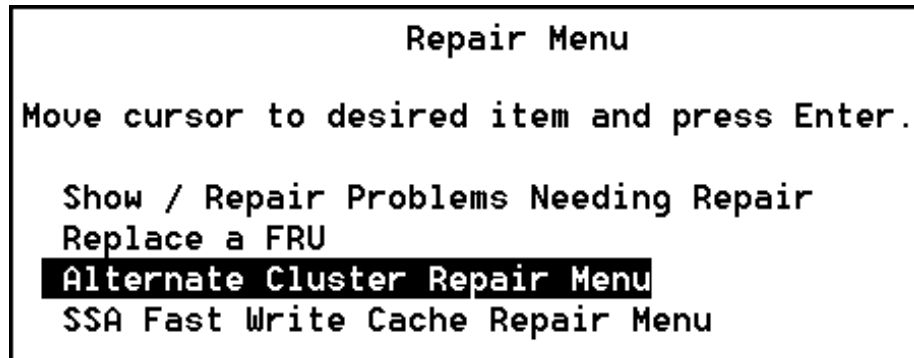 Repair Menu
Move cursor to desired item and press Enter.
Show / Repair Problems Needing Repair
Replace a FRU
Alternate Cluster Repair Menu
SSA Fast Write Cache Repair Menu